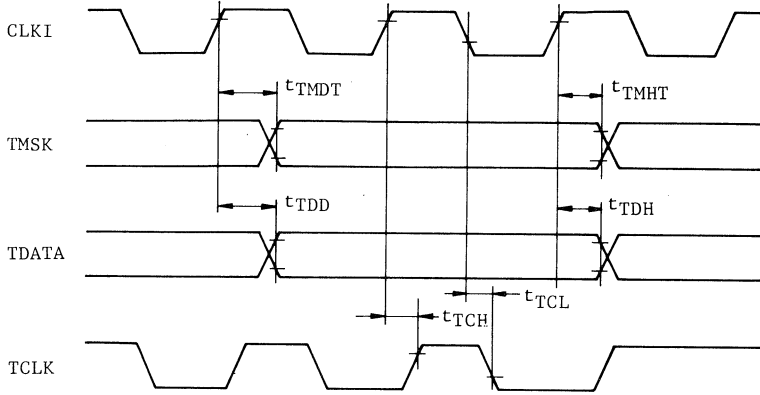 CLKI
tTMDT
tTMHT
TMSK
tTDD
tTDH
TDATA
tTCL
tTCH
TCLK